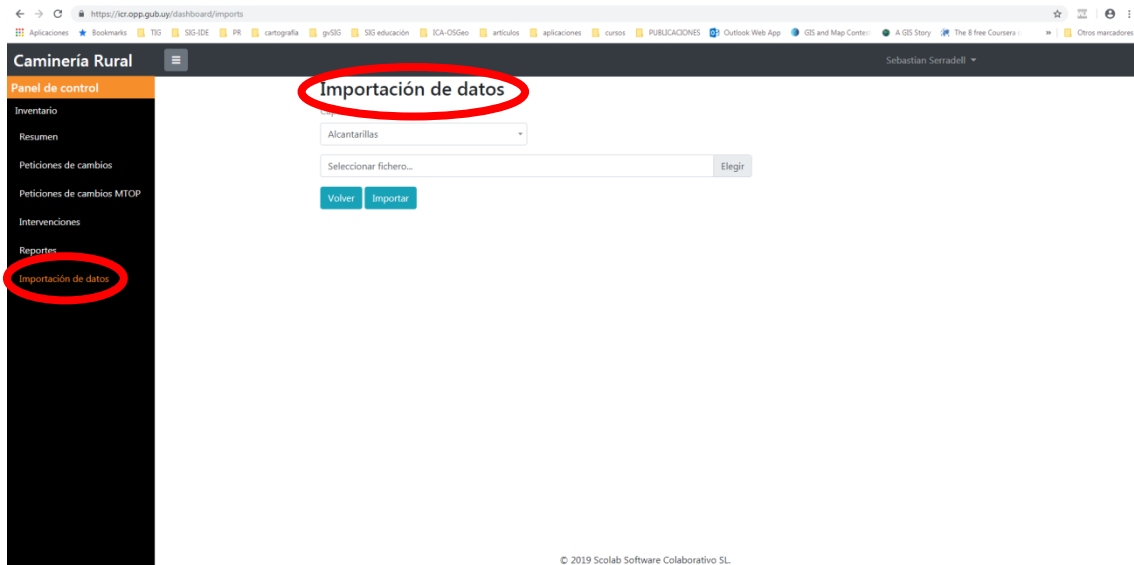 https://icr.opp.gub.uy/dashboard/imports
Aplicaciones Bookmarks TIG SIG-IDE PR cartografía gvSIG SIG educación ICA-OSGeo artículos aplicaciones cursos PUBLICACIONES Outlook Web App GIS and Map Contec A GIS Story The 8 free Coursera c » Otros marcadores
Caminería Rural
Sebastian Serradell
Panel de control
Importación de datos
Inventario
Alcantarillas
Resumen
Peticiones de cambios
Seleccionar fichero... Elegir
Peticiones de cambios MTOP
Volver Importar
Intervenciones
Reportes
Importación de datos
© 2019 Scolab Software Colaborativo SL.